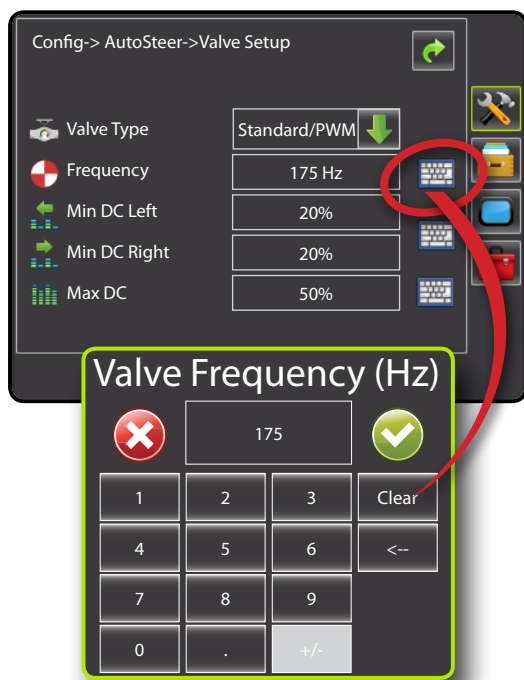 Config-> AutoSteer->Valve Setup
Valve Type Standard/PWM
Frequency 175 Hz
Min DC Left 20%
Min DC Right 20%
Max DC 50%
Valve Frequency (Hz)
175
1 2 3 Clear
4 5 6 <--
7 8 9
0 . +/-